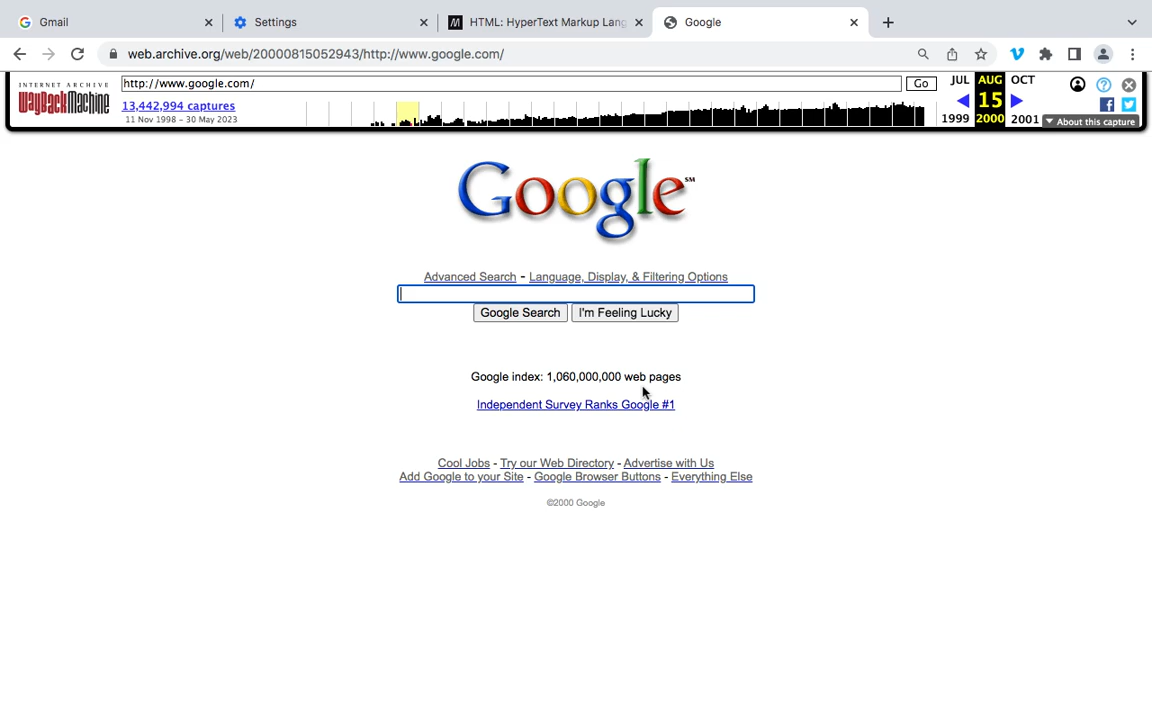 Gmail
Settings
HTML: HyperText Markup Lang
Google
web.archive.org/web/20000815052943/http://www.google.com/
INTERNET ARCHIVE
WayBackMachine
http://www.google.com/
Go
JUL AUG OCT
13,442,994 captures
15
11 Nov 1998 – 30 May 2023
1999 2000 2001
About this capture
Google SM
Advanced Search - Language, Display, & Filtering Options
Google Search I'm Feeling Lucky
Google index: 1,060,000,000 web pages
Independent Survey Ranks Google #1
Cool Jobs - Try our Web Directory - Advertise with Us
Add Google to your Site - Google Browser Buttons - Everything Else
©2000 Google